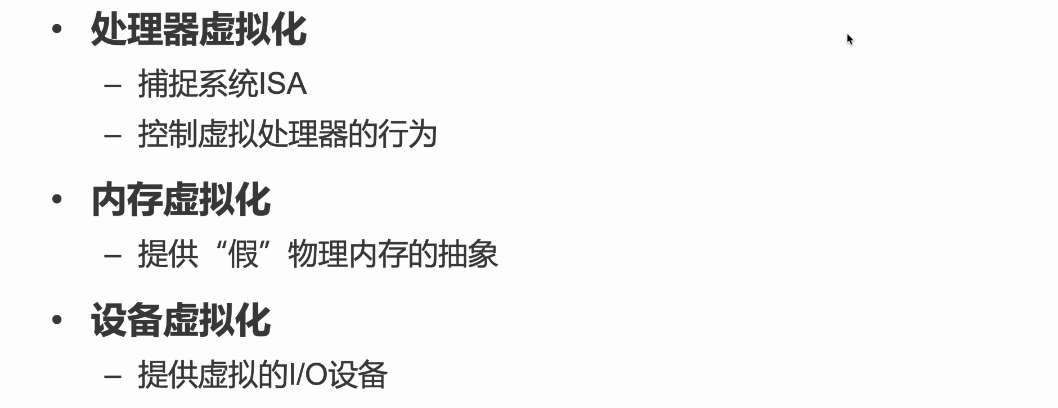 • 处理器虚拟化
– 捕捉系统ISA
– 控制虚拟处理器的行为
• 内存虚拟化
– 提供“假”物理内存的抽象
• 设备虚拟化
– 提供虚拟的I/O设备